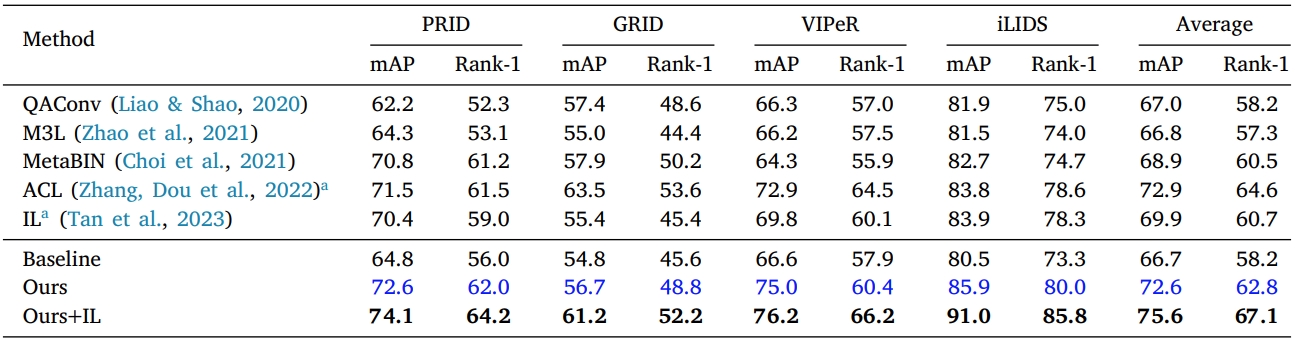 Method PRID GRID VIPeR iLIDS Average
mAP Rank-1 mAP Rank-1 mAP Rank-1 mAP Rank-1 mAP Rank-1
QAConv (Liao & Shao, 2020) 62.2 52.3 57.4 48.6 66.3 57.0 81.9 75.0 67.0 58.2
M3L (Zhao et al., 2021) 64.3 53.1 55.0 44.4 66.2 57.5 81.5 74.0 66.8 57.3
MetaBIN (Choi et al., 2021) 70.8 61.2 57.9 50.2 64.3 55.9 82.7 74.7 68.9 60.5
ACL (Zhang, Dou et al., 2022)a 71.5 61.5 63.5 53.6 72.9 64.5 83.8 78.6 72.9 64.6
ILa (Tan et al., 2023) 70.4 59.0 55.4 45.4 69.8 60.1 83.9 78.3 69.9 60.7
Baseline 64.8 56.0 54.8 45.6 66.6 57.9 80.5 73.3 66.7 58.2
Ours 72.6 62.0 56.7 48.8 75.0 60.4 85.9 80.0 72.6 62.8
Ours+IL 74.1 64.2 61.2 52.2 76.2 66.2 91.0 85.8 75.6 67.1